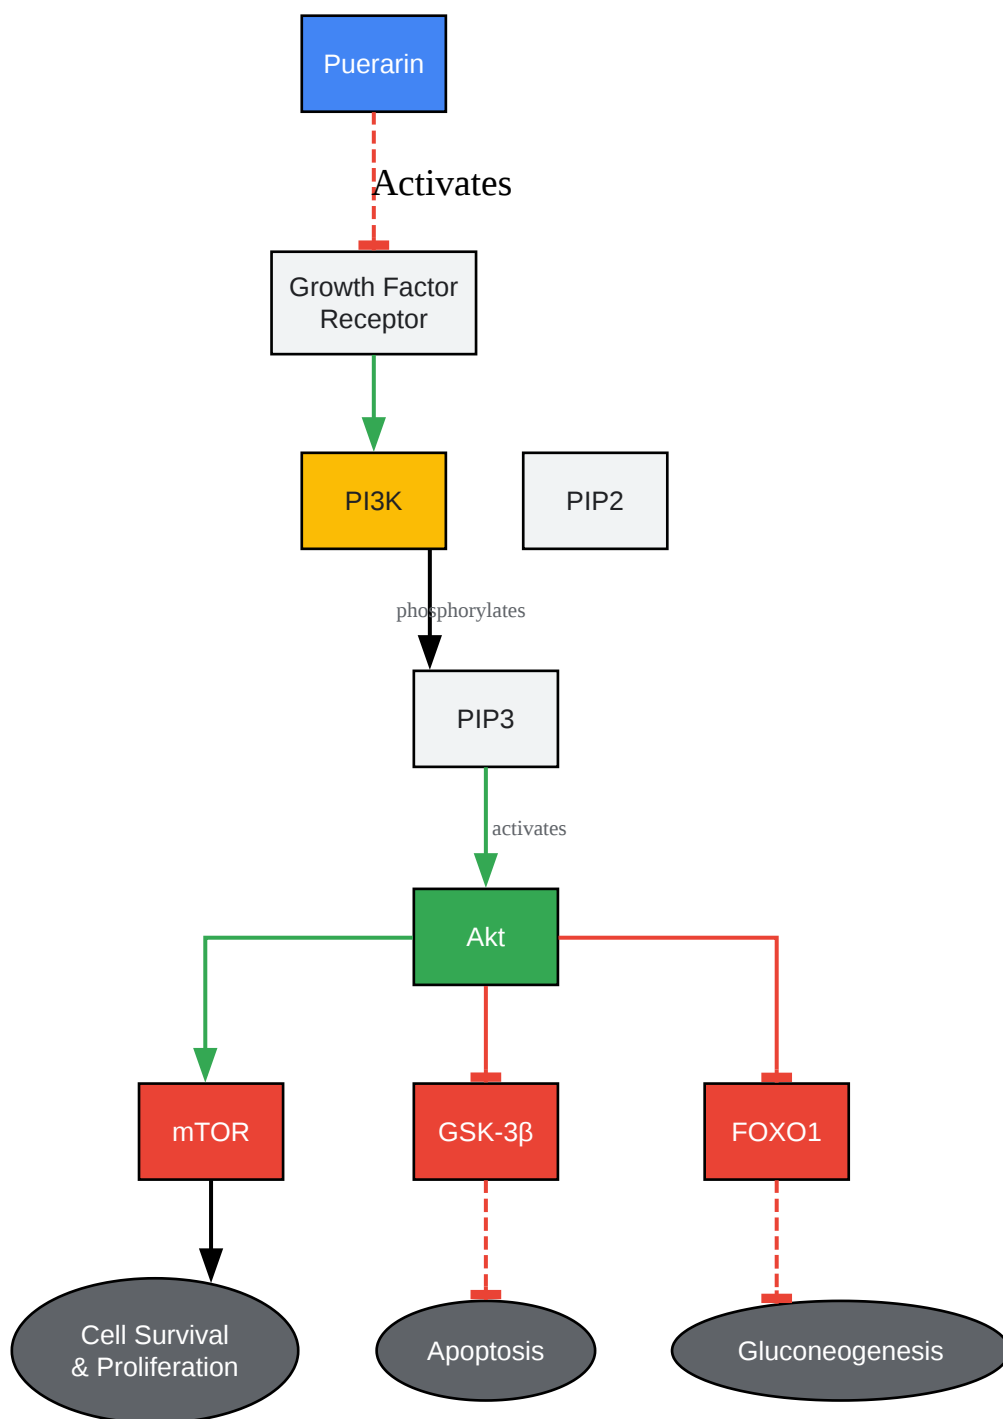 Puerarin
Activates
Growth Factor
Receptor
PI3K
PIP2
phosphorylates
PIP3
activates
Akt
mTOR
GSK-3β
FOXO1
Cell Survival
& Proliferation
Apoptosis
Gluconeogenesis